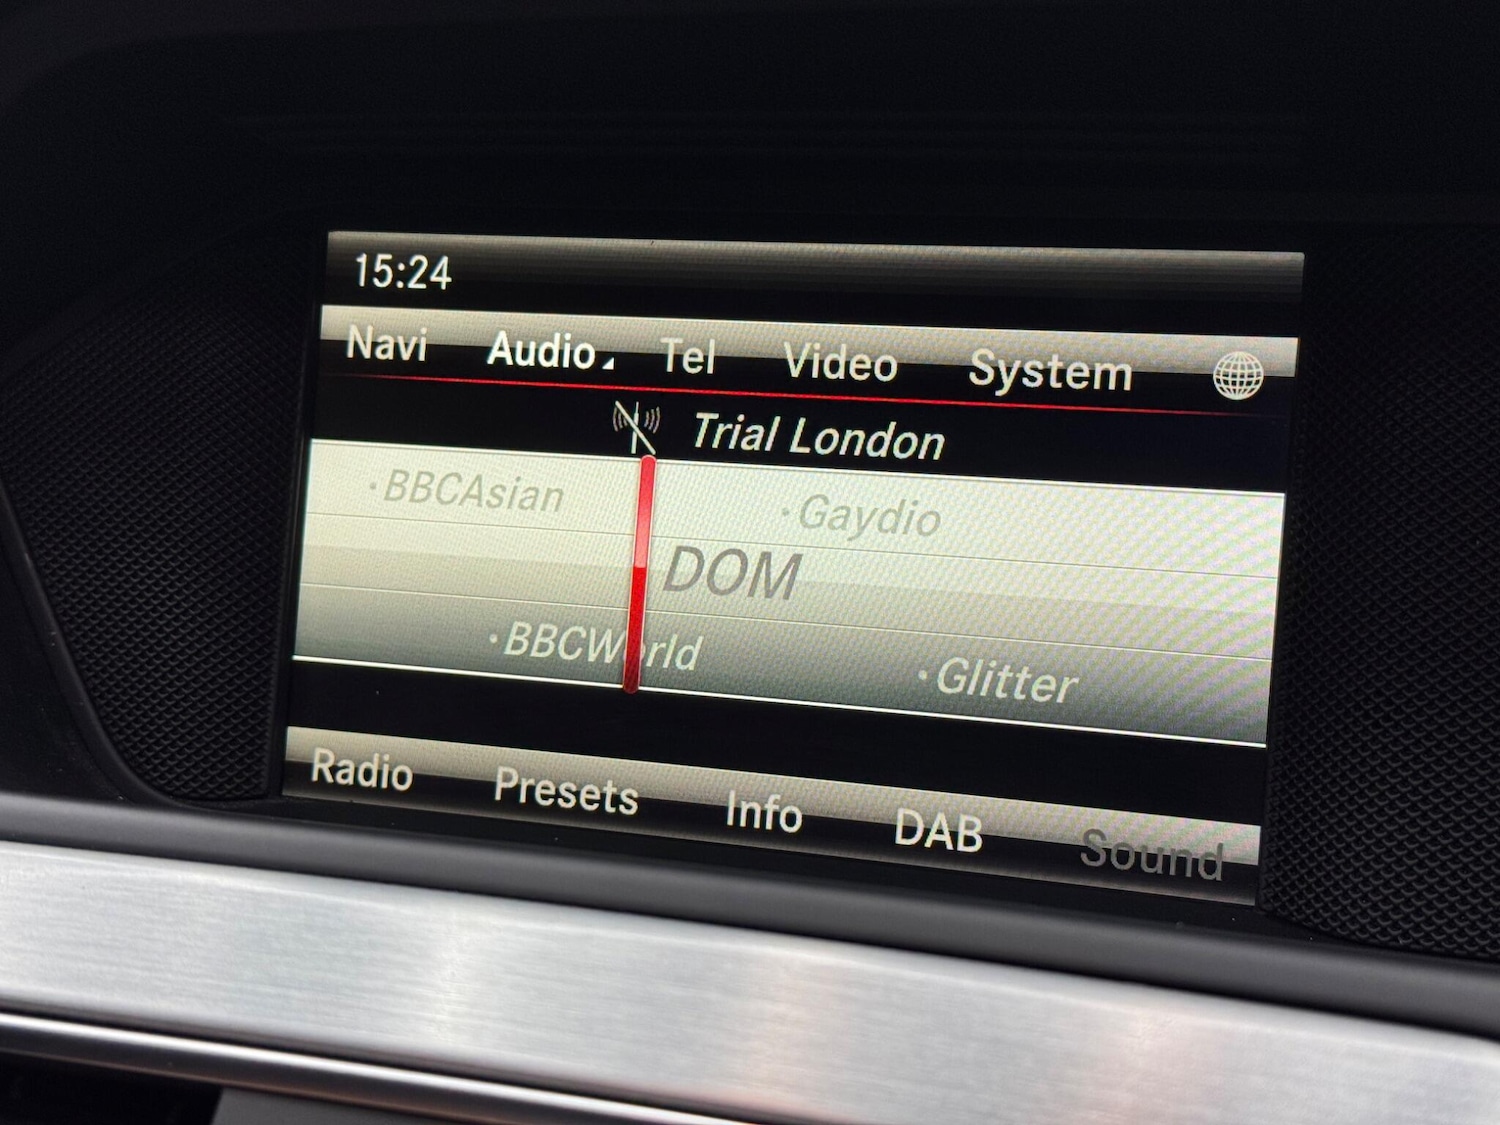 15:24
Navi Audio Tel Video System
Trial London
·BBCAsian ·Gaydio
DOM
·BBCWorld ·Glitter
Radio Presets Info DAB Sound